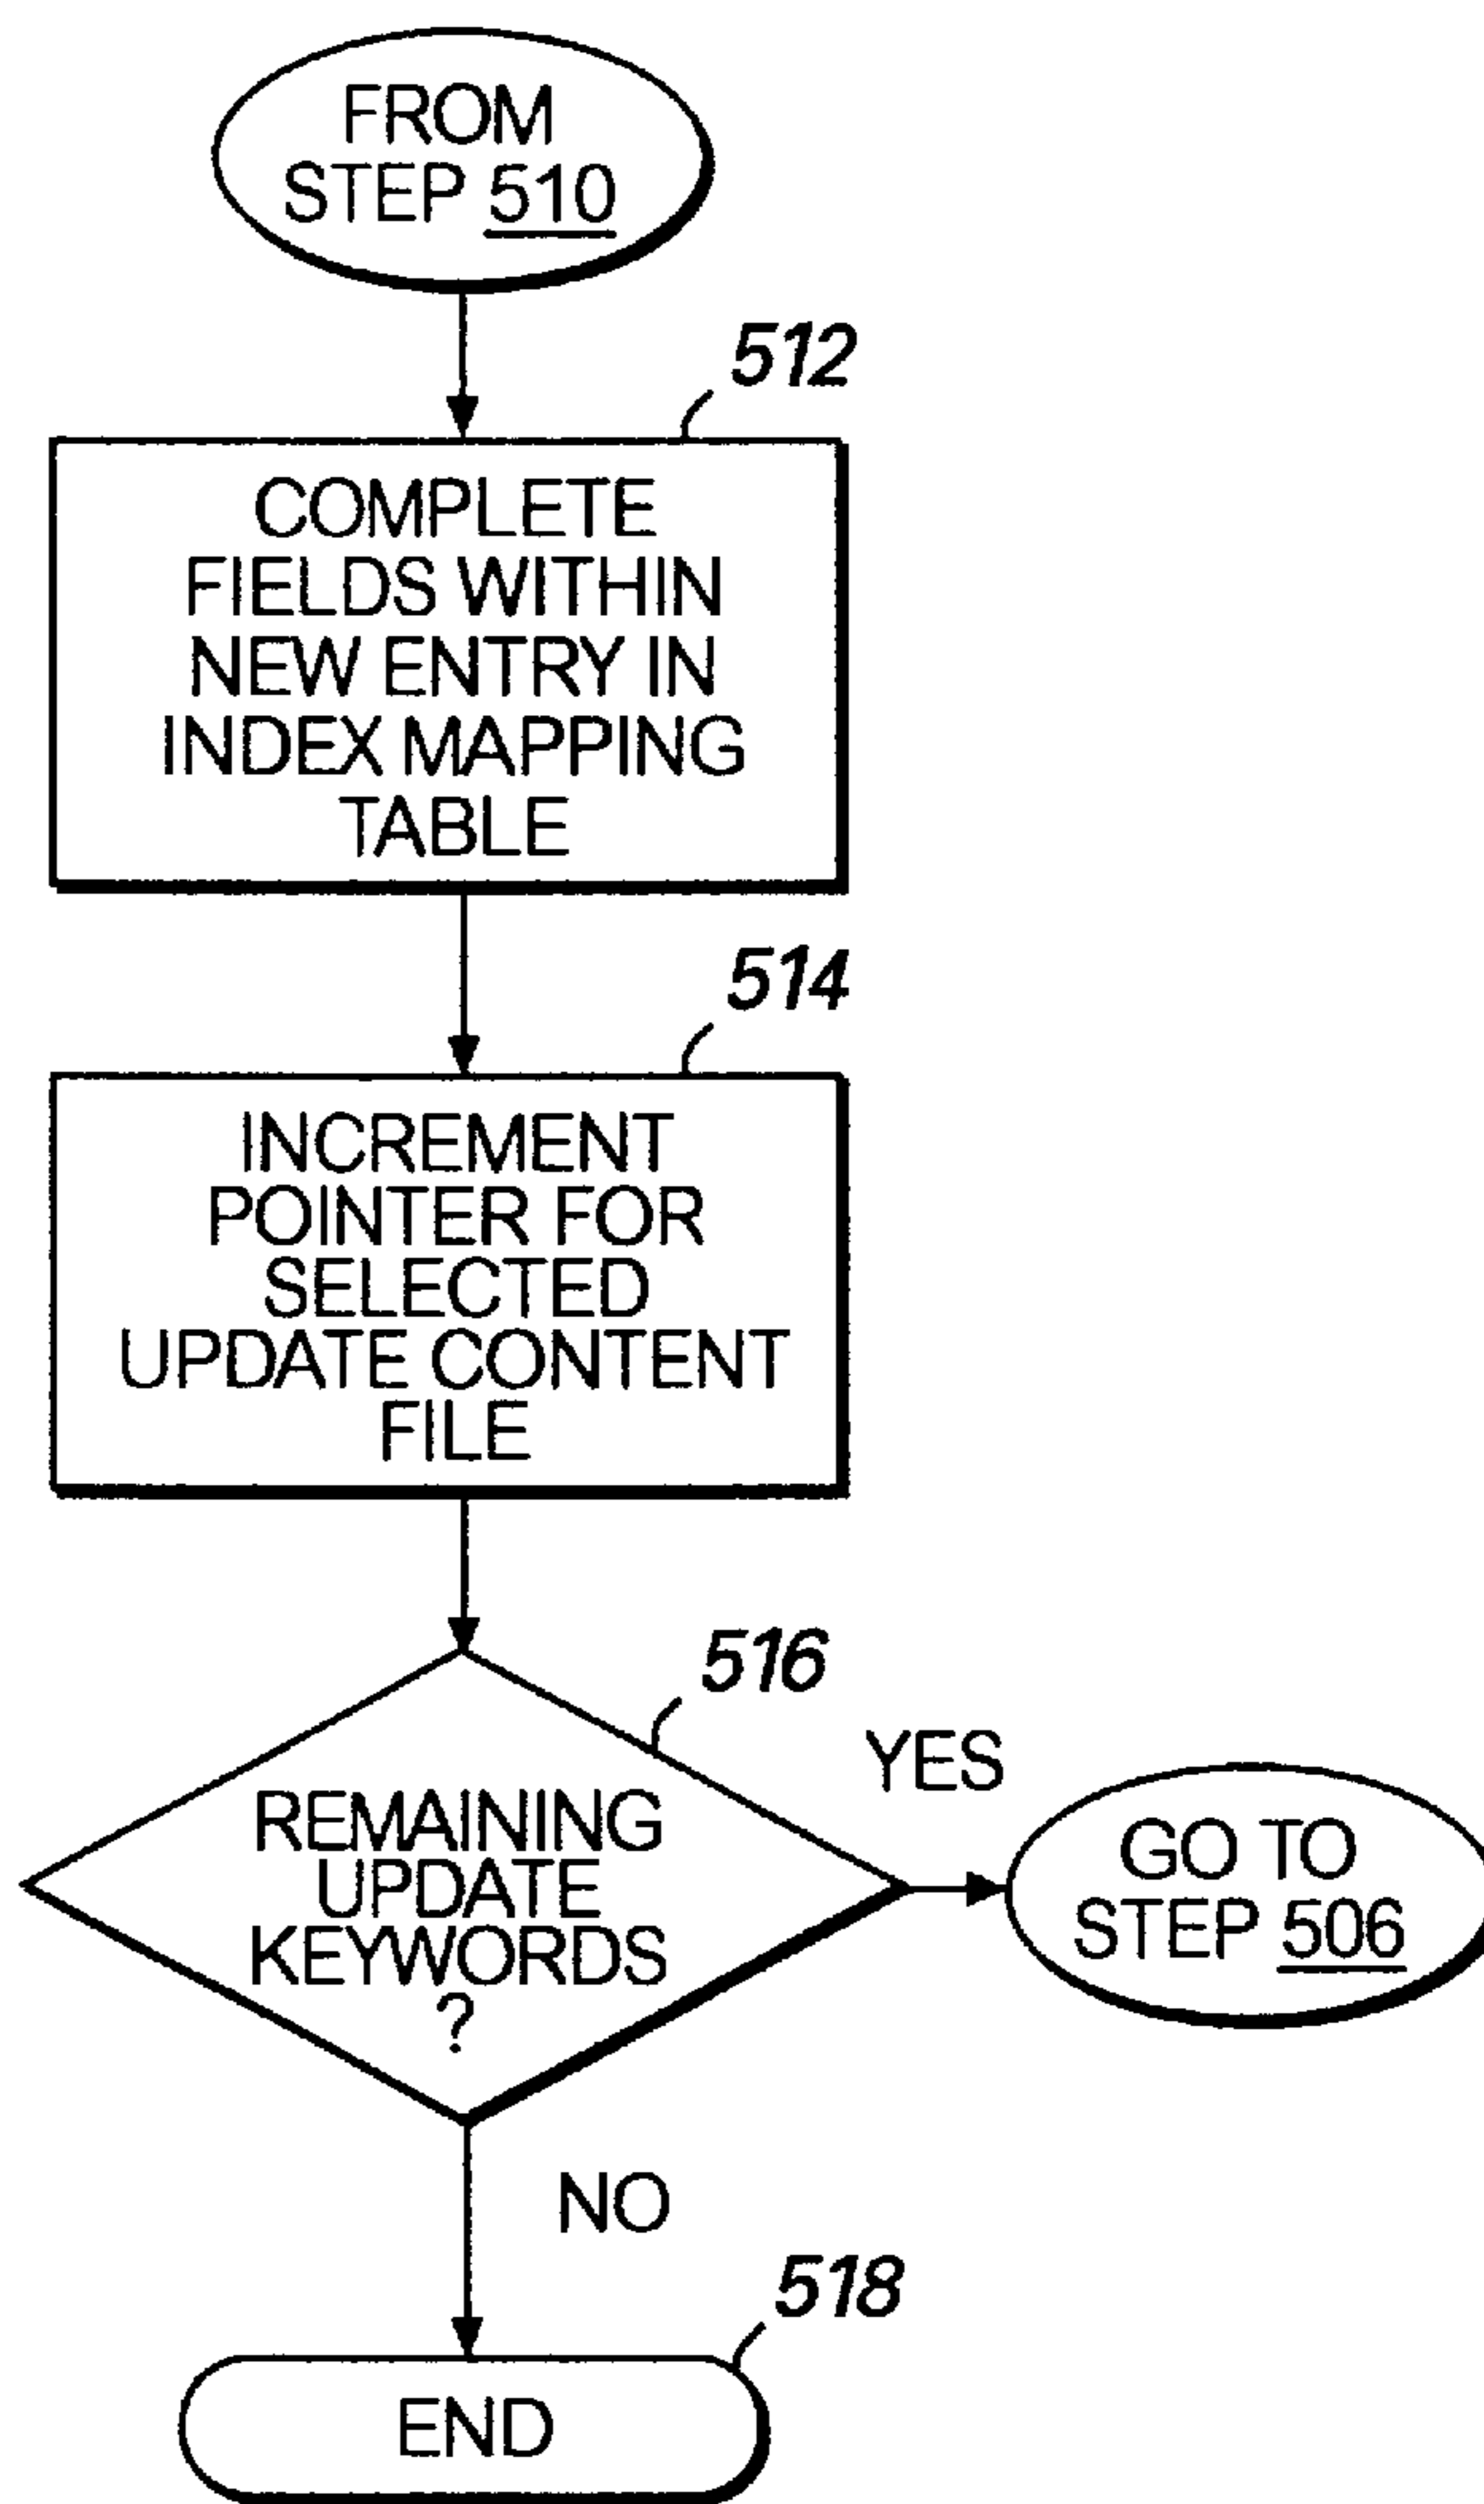 FROM
STEP 510
512
COMPLETE
FIELDS WITHIN
NEW ENTRY IN
INDEX MAPPING
TABLE
514
INCREMENT
POINTER FOR
SELECTED
UPDATE CONTENT
FILE
516
REMAINING
UPDATE
KEYWORDS
?
YES
GO TO
STEP 506
NO
518
END